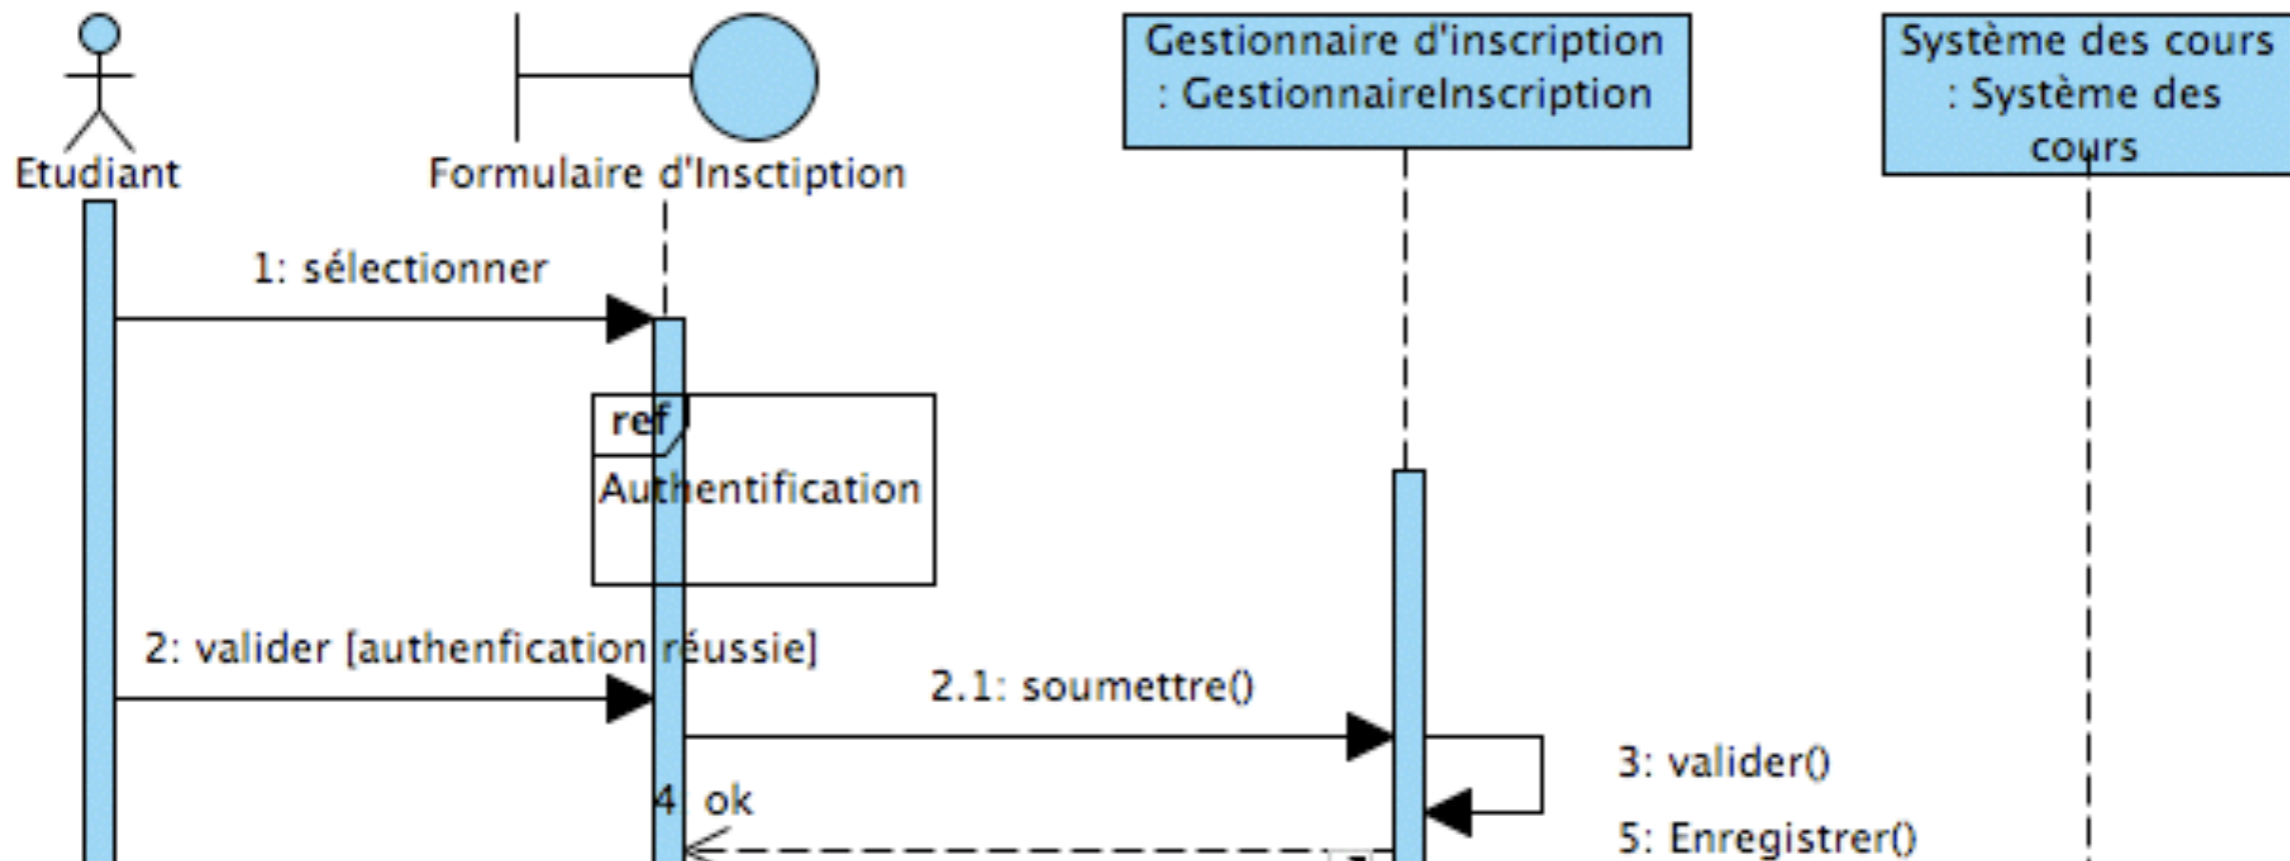 Etudiant
Formulaire d'Insctiption
Gestionnaire d'inscription
: GestionnaireInscription
Système des cours
: Système des
cours
1: sélectionner
ref
Authentification
2: valider [authenfication réussie]
2.1: soumettre()
3: valider()
4: ok
5: Enregistrer()